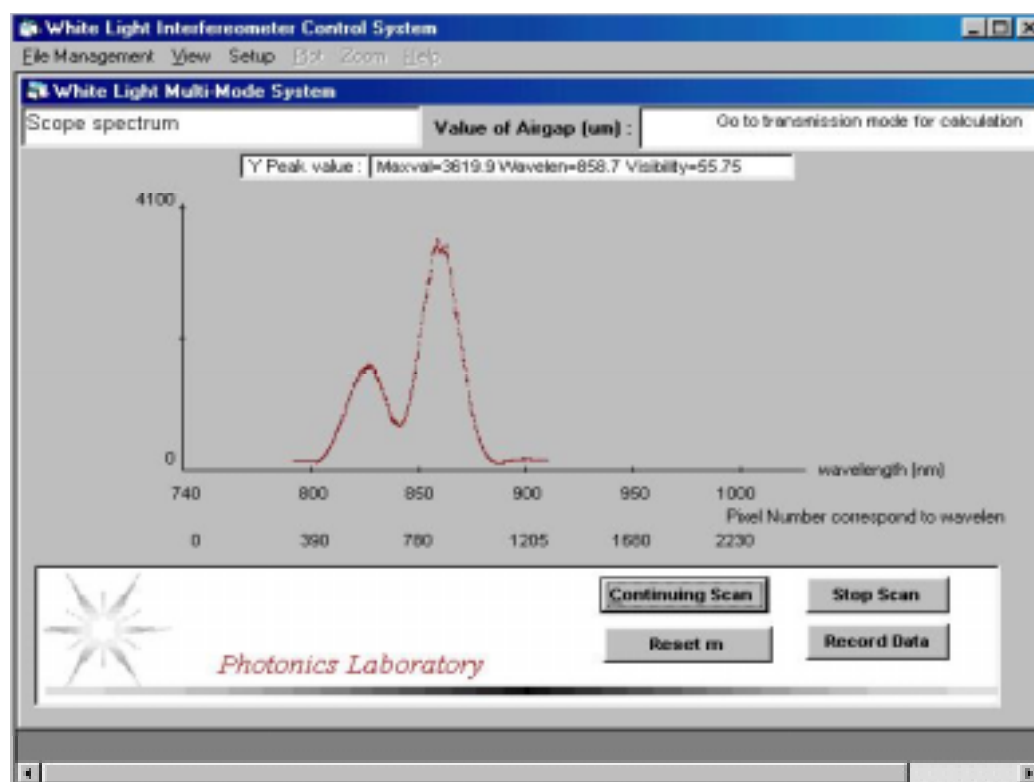 White Light Interfereometer Control System
File Management View Setup Plot Zoom Help
White Light Multi-Mode System
Scope spectrum
Value of Airgap (um) :
Go to transmission mode for calculation
Y Peak value : Maxval=3619.9 Wavelen=858.7 Visibility=55.75
4100
0
wavelength (nm)
740 800 850 900 950 1000
Pixel Number correspond to wavelen
0 390 780 1205 1680 2230
Continuing Scan Stop Scan
Reset m Record Data
Photonics Laboratory